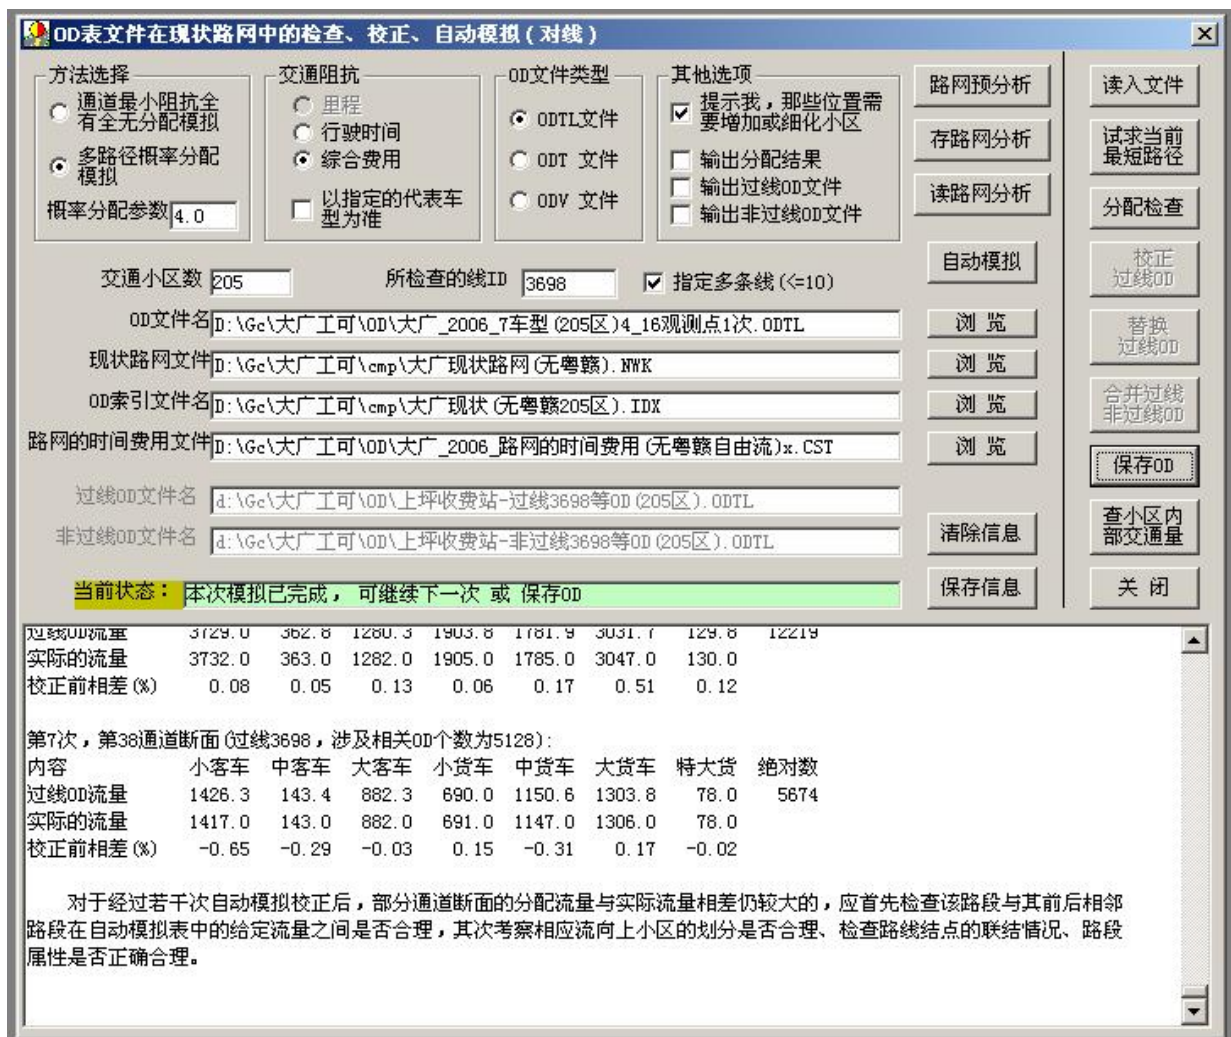 OD表文件在现状路网中的检查、校正、自动模拟(对线)
方法选择
通道最小阻抗全
有全无分配模拟
多路径概率分配
模拟
概率分配参数 4.0
交通阻抗
里程
行驶时间
综合费用
以指定的代表车
型为准
OD文件类型
ODTL文件
ODT 文件
ODV 文件
其他选项
提示我,那些位置需
要增加或细化小区
输出分配结果
输出过线OD文件
输出非过线OD文件
路网预分析
存路网分析
读路网分析
自动模拟
读入文件
试求当前
最短路径
分配检查
校正
过线OD
替换
过线OD
合并过线
非过线OD
保存OD
查小区内
部交通量
关 闭
交通小区数 205 所检查的线ID 3698 指定多条线(<=10)
OD文件名 D:\Gc\大广工可\OD\大广_2006_7车型(205区)4_16观测点1次.ODTL 浏 览
现状路网文件 D:\Gc\大广工可\cmp\大广现状路网(无粤赣).NWK 浏 览
OD索引文件名 D:\Gc\大广工可\cmp\大广现状(无粤赣205区).IDX 浏 览
路网的时间费用文件 D:\Gc\大广工可\OD\大广_2006_路网的时间费用(无粤赣自由流)x.CST 浏 览
过线OD文件名 d:\Gc\大广工可\OD\上坪收费站-过线3698等OD(205区).ODTL
非过线OD文件名 d:\Gc\大广工可\OD\上坪收费站-非过线3698等OD(205区).ODTL
清除信息
当前状态: 本次模拟已完成, 可继续下一次 或 保存OD 保存信息
过线OD流量 3729.0 362.8 1280.3 1903.8 1781.9 3031.7 129.8 12219
实际的流量 3732.0 363.0 1282.0 1905.0 1785.0 3047.0 130.0
校正前相差(%) 0.08 0.05 0.13 0.06 0.17 0.51 0.12
第7次,第38通道断面(过线3698,涉及相关OD个数为5128):
内容 小客车 中客车 大客车 小货车 中货车 大货车 特大货 绝对数
过线OD流量 1426.3 143.4 882.3 690.0 1150.6 1303.8 78.0 5674
实际的流量 1417.0 143.0 882.0 691.0 1147.0 1306.0 78.0
校正前相差(%) -0.65 -0.29 -0.03 0.15 -0.31 0.17 -0.02
对于经过若干次自动模拟校正后,部分通道断面的分配流量与实际流量相差仍较大的,应首先检查该路段与其前后相邻
路段在自动模拟表中的给定流量之间是否合理,其次考察相应流向上小区的划分是否合理、检查路线结点的联结情况、路段
属性是否正确合理。